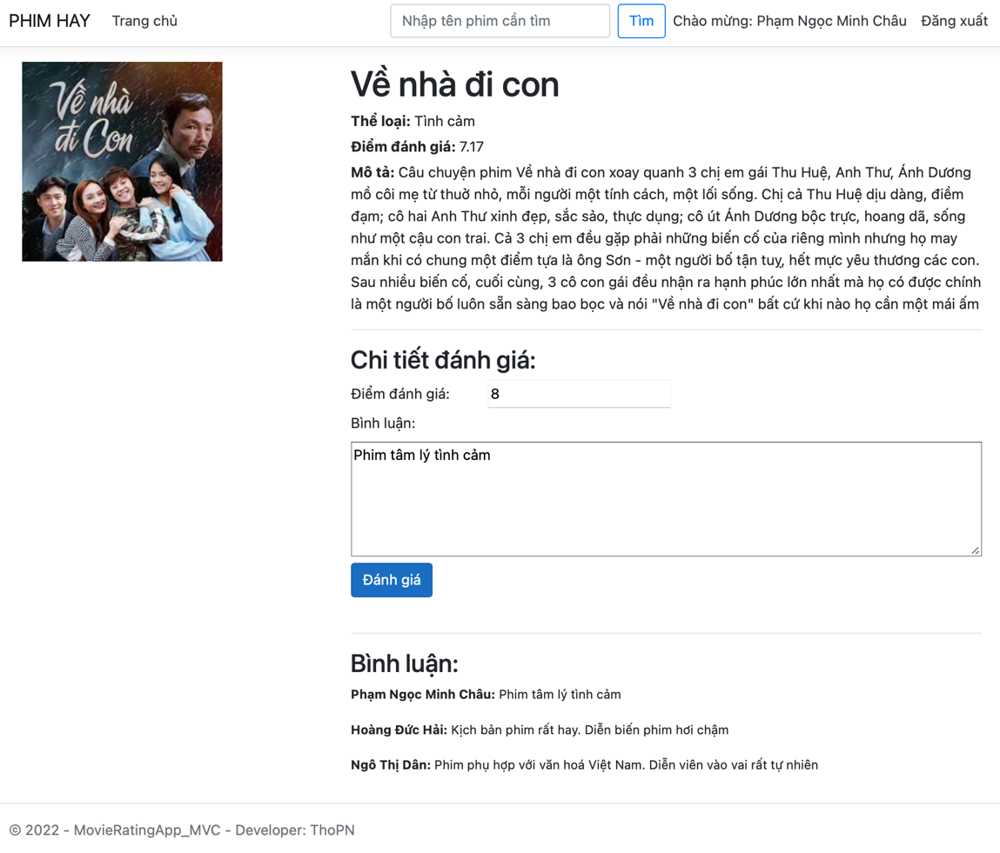 PHIM HAY Trang chủ Nhập tên phim cần tìm Tìm Chào mừng: Phạm Ngọc Minh Châu Đăng xuất
Về nhà
đi Con
Về nhà đi con
Thể loại: Tình cảm
Điểm đánh giá: 7.17
Mô tả: Câu chuyện phim Về nhà đi con xoay quanh 3 chị em gái Thu Huệ, Anh Thư, Ánh Dương
mồ côi mẹ từ thuở nhỏ, mỗi người một tính cách, một lối sống. Chị cả Thu Huệ dịu dàng, điềm
đạm; cô hai Anh Thư xinh đẹp, sắc sảo, thực dụng; cô út Ánh Dương bộc trực, hoang dã, sống
như một cậu con trai. Cả 3 chị em đều gặp phải những biến cố của riêng mình nhưng họ may
mắn khi có chung một điểm tựa là ông Sơn - một người bố tận tuỵ, hết mực yêu thương các con.
Sau nhiều biến cố, cuối cùng, 3 cô con gái đều nhận ra hạnh phúc lớn nhất mà họ có được chính
là một người bố luôn sẵn sàng bao bọc và nói "Về nhà đi con" bất cứ khi nào họ cần một mái ấm
Chi tiết đánh giá:
Điểm đánh giá: 8
Bình luận:
Phim tâm lý tình cảm
Đánh giá
Bình luận:
Phạm Ngọc Minh Châu: Phim tâm lý tình cảm
Hoàng Đức Hải: Kịch bản phim rất hay. Diễn biến phim hơi chậm
Ngô Thị Dân: Phim phụ hợp với văn hoá Việt Nam. Diễn viên vào vai rất tự nhiên
© 2022 - MovieRatingApp_MVC - Developer: ThoPN